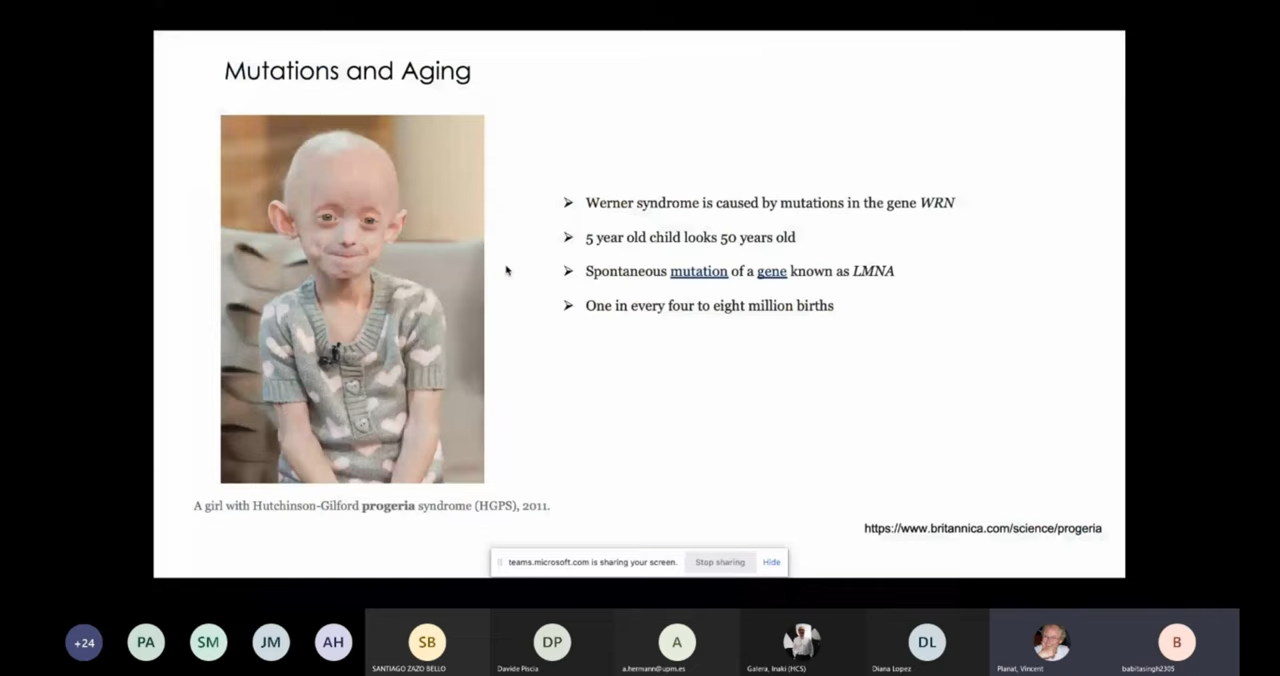 Mutations and Aging
➢ Werner syndrome is caused by mutations in the gene WRN
➢ 5 year old child looks 50 years old
➢ Spontaneous mutation of a gene known as LMNA
➢ One in every four to eight million births
A girl with Hutchinson-Gilford progeria syndrome (HGPS), 2011.
https://www.britannica.com/science/progeria
teams.microsoft.com is sharing your screen. Stop sharing Hide
+24 PA SM JM AH SB DP A DL B
SANTIAGO ZAZO BELLO Davide Piscia a.hermann@upm.es Galera, Inaki (HCS) Diana Lopez Planat, Vincent babitasingh2305